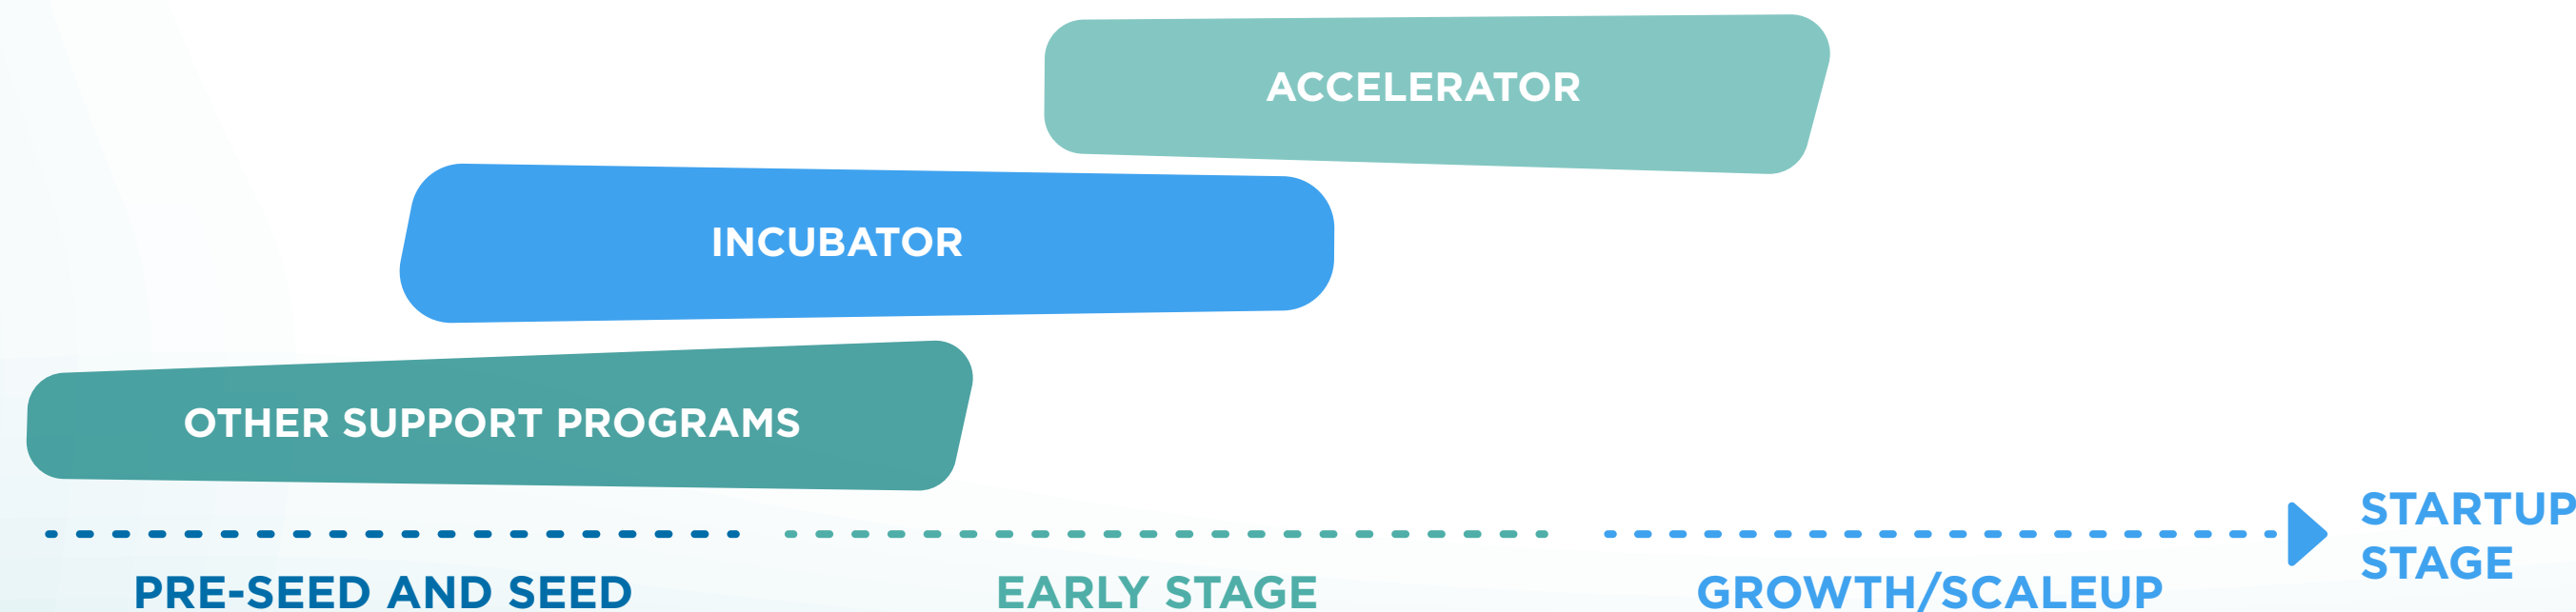 ACCELERATOR
INCUBATOR
OTHER SUPPORT PROGRAMS
PRE-SEED AND SEED
EARLY STAGE
GROWTH/SCALEUP
STARTUP
STAGE